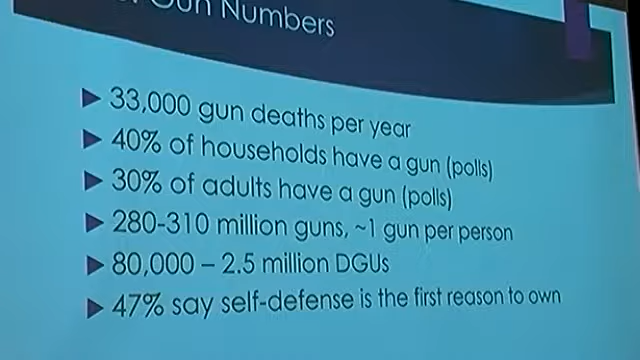 Gun Numbers
33,000 gun deaths per year
40% of households have a gun (polls)
30% of adults have a gun (polls)
280-310 million guns, ~1 gun per person
80,000 – 2.5 million DGUs
47% say self-defense is the first reason to own